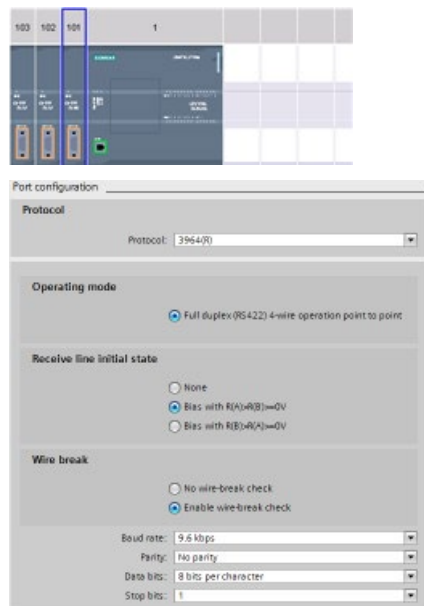 103 102 101 1
SIEMENS
Port configuration
Protocol
Protocol: 3964(R)
Operating mode
Full duplex (RS422) 4-wire operation point to point
Receive line initial state
None
Bias with R(A)>R(B)>=0V
Bias with R(B)>R(A)>=0V
Wire break
No wire-break check
Enable wire-break check
Baud rate: 9.6 kbps
Parity: No parity
Data bits: 8 bits per character
Stop bits: 1